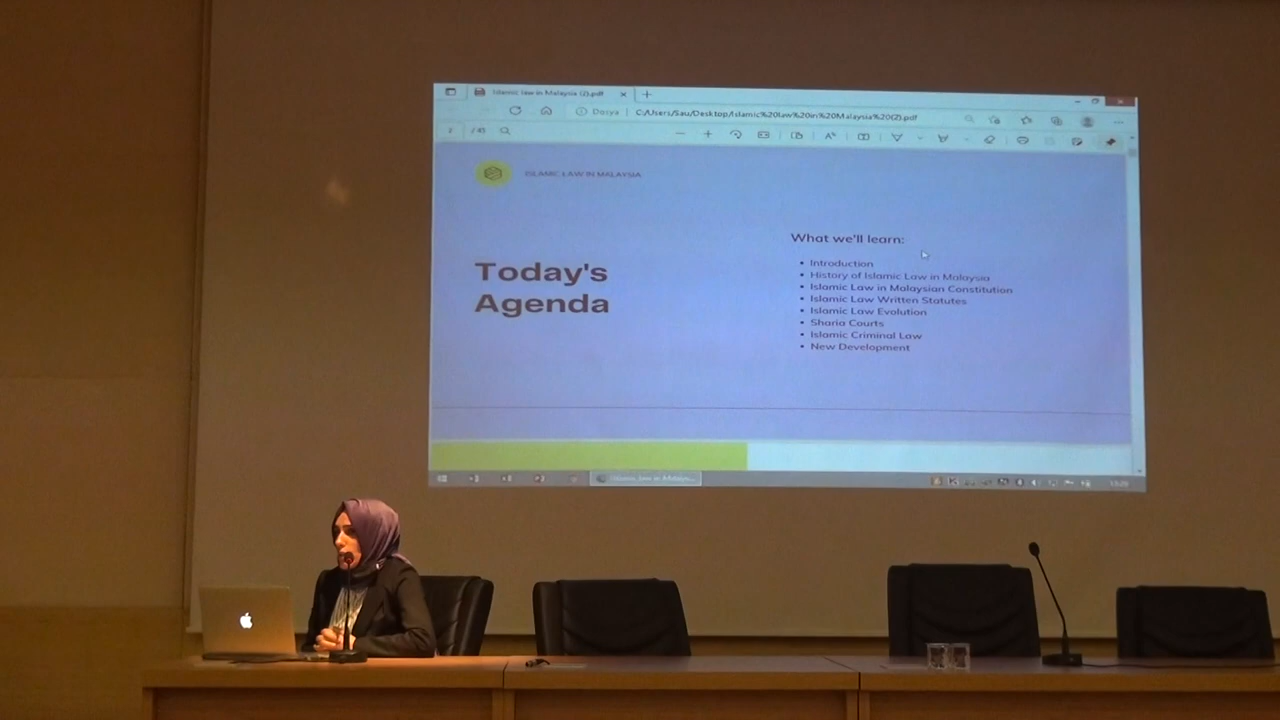 Islamic law in Malaysia (2).pdf
Dosya
C:/Users/Sau/Desktop/Islamic%20law%20in%20Malaysia%20(2).pdf
2 / 41
ISLAMIC LAW IN MALAYSIA
Today's
Agenda
What we'll learn:
• Introduction
• History of Islamic Law in Malaysia
• Islamic Law in Malaysian Constitution
• Islamic Law Written Statutes
• Islamic Law Evolution
• Sharia Courts
• Islamic Criminal Law
• New Development